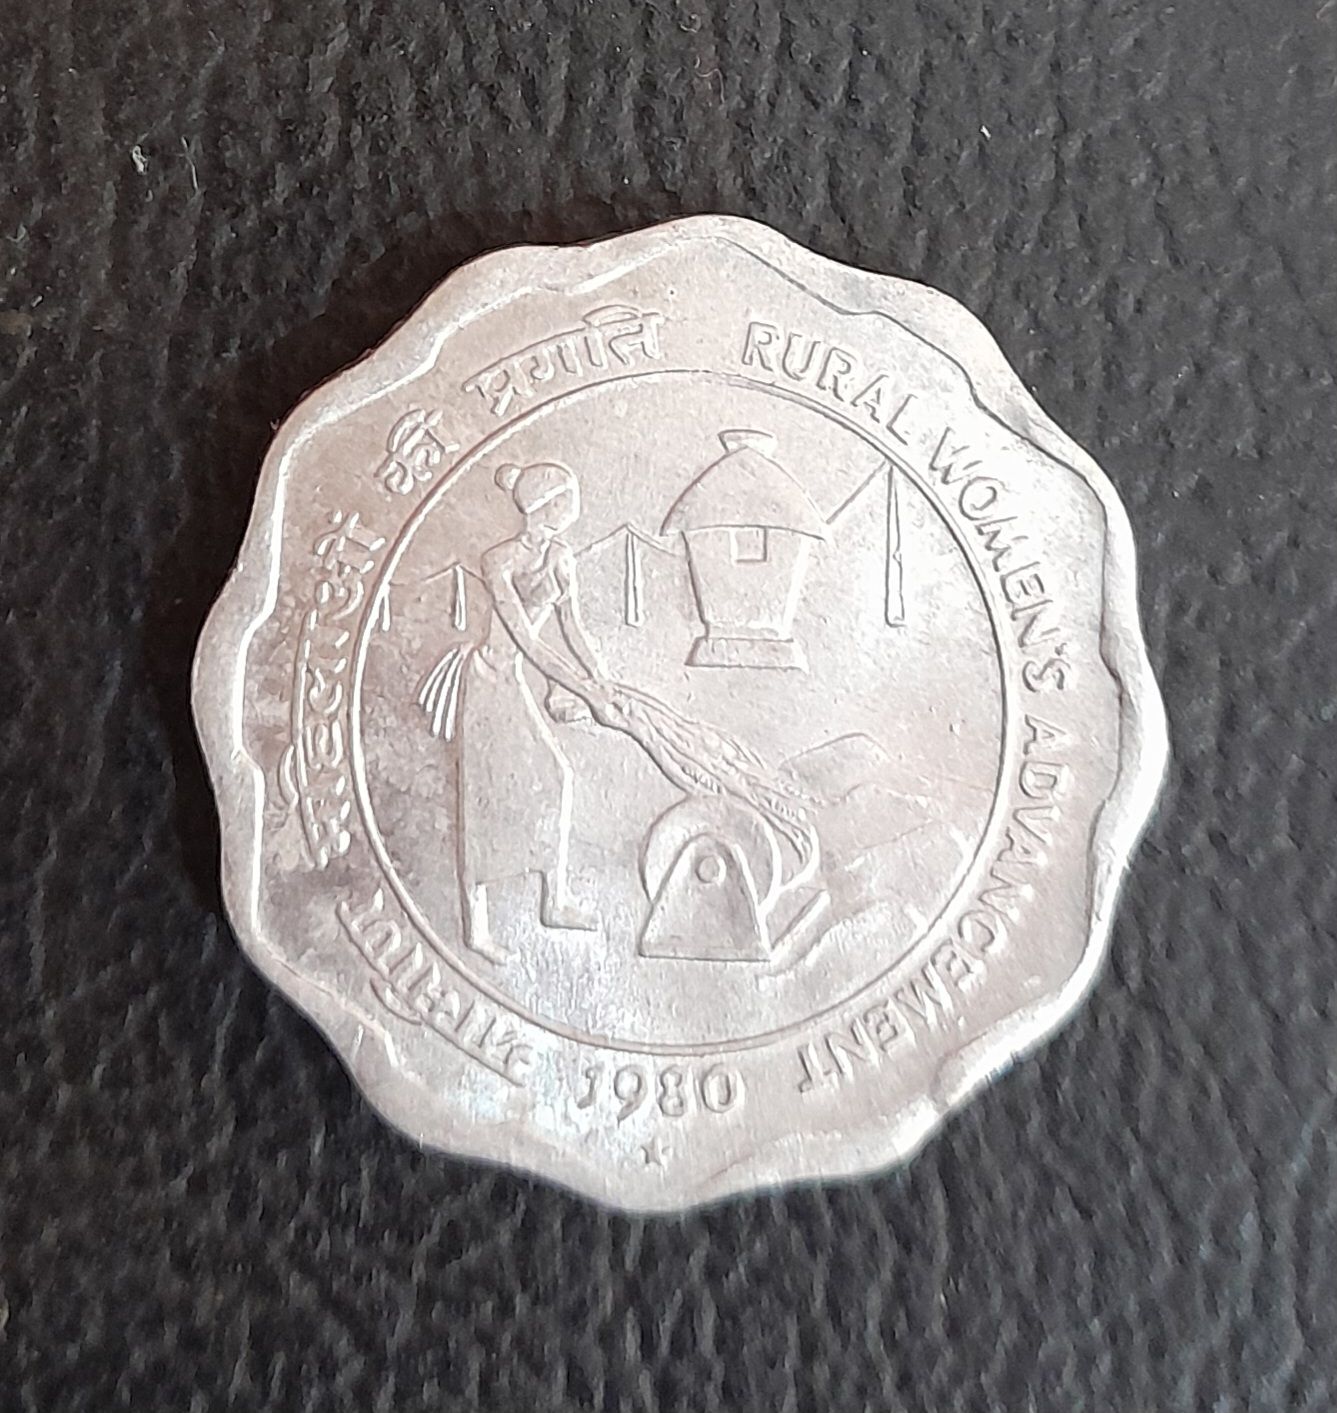 ग्रामीण महिलाओं की प्रगति
RURAL WOMEN'S ADVANCEMENT
1980